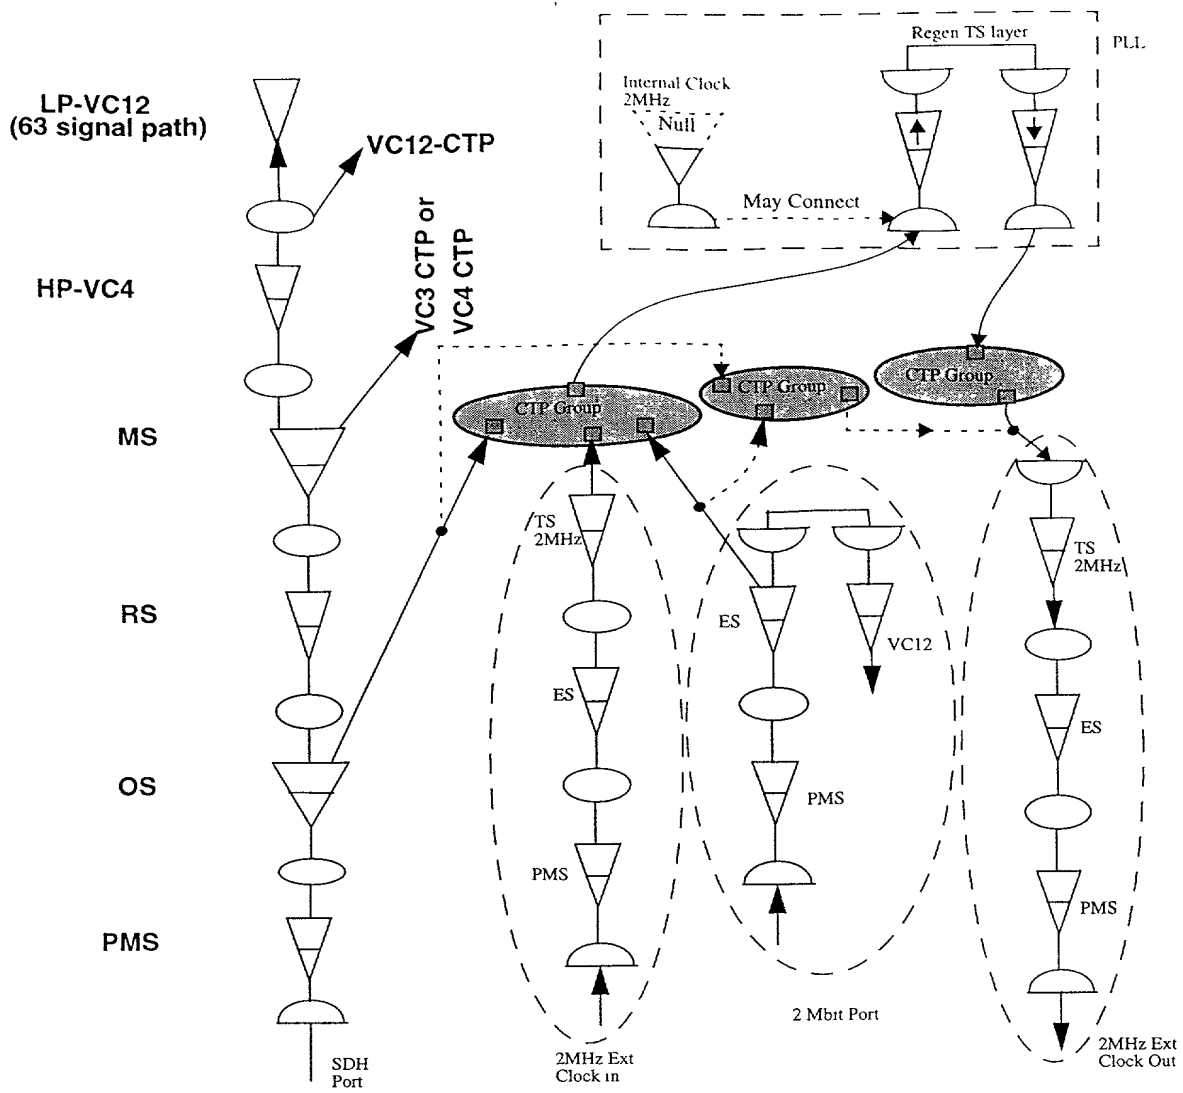 Regen TS layer
PLL
Internal Clock
2MHz
Null
LP-VC12
(63 signal path)
VC12-CTP
May Connect
VC3 CTP or
VC4 CTP
HP-VC4
CTP Group
CTP Group
CTP Group
MS
TS
2MHz
TS
2MHz
RS
ES
VC12
ES
ES
OS
PMS
PMS
PMS
PMS
2 Mbit Port
SDH
Port
2MHz Ext
Clock in
2MHz Ext
Clock Out